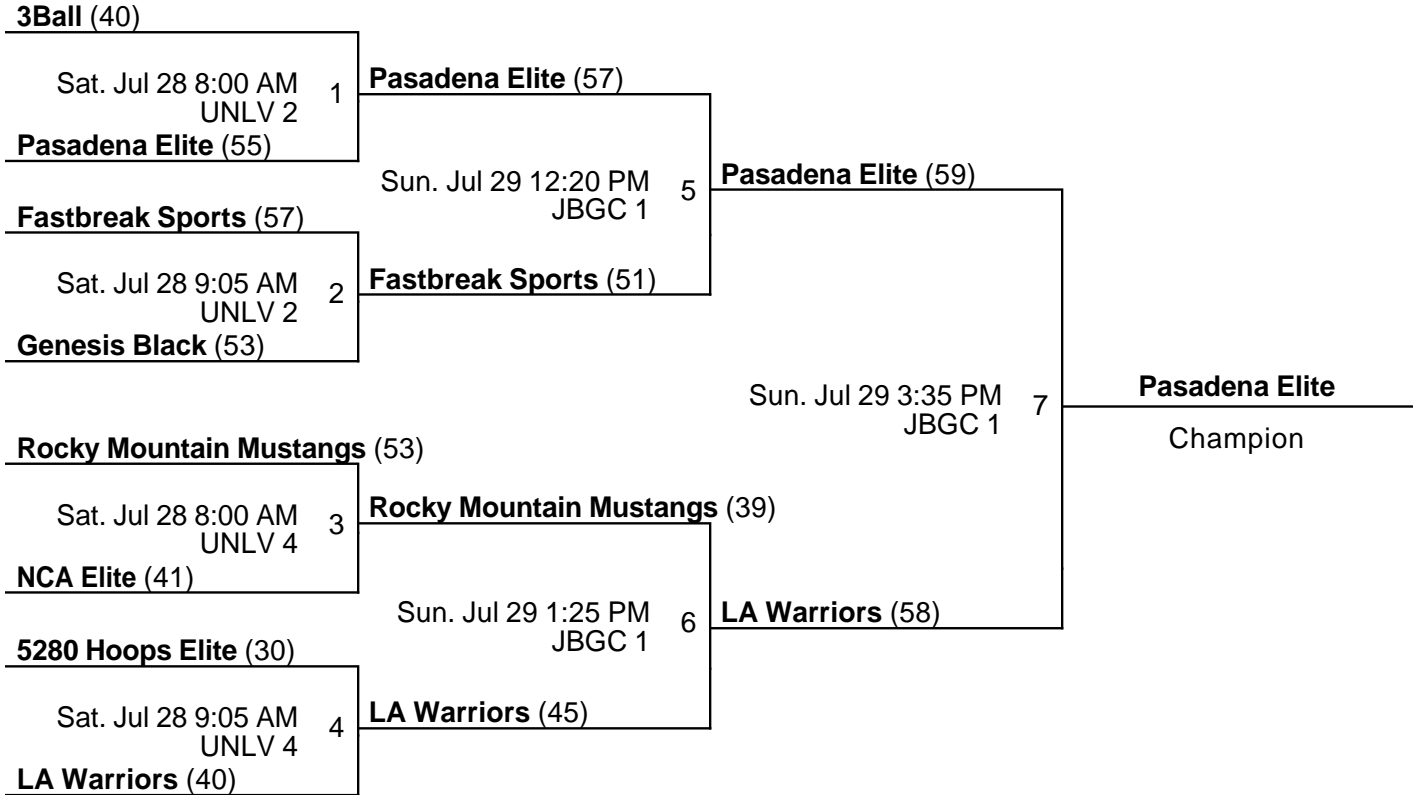 3Ball (40)
Sat. Jul 28 8:00 AM
UNLV 2
1
Pasadena Elite (55)
Pasadena Elite (57)
Fastbreak Sports (57)
Sat. Jul 28 9:05 AM
UNLV 2
2
Genesis Black (53)
Fastbreak Sports (51)
Sun. Jul 29 12:20 PM
JBGC 1
5
Pasadena Elite (59)
Rocky Mountain Mustangs (53)
Sat. Jul 28 8:00 AM
UNLV 4
3
NCA Elite (41)
Rocky Mountain Mustangs (39)
5280 Hoops Elite (30)
Sat. Jul 28 9:05 AM
UNLV 4
4
LA Warriors (40)
LA Warriors (45)
Sun. Jul 29 1:25 PM
JBGC 1
6
LA Warriors (58)
Sun. Jul 29 3:35 PM
JBGC 1
7
Pasadena Elite
Champion